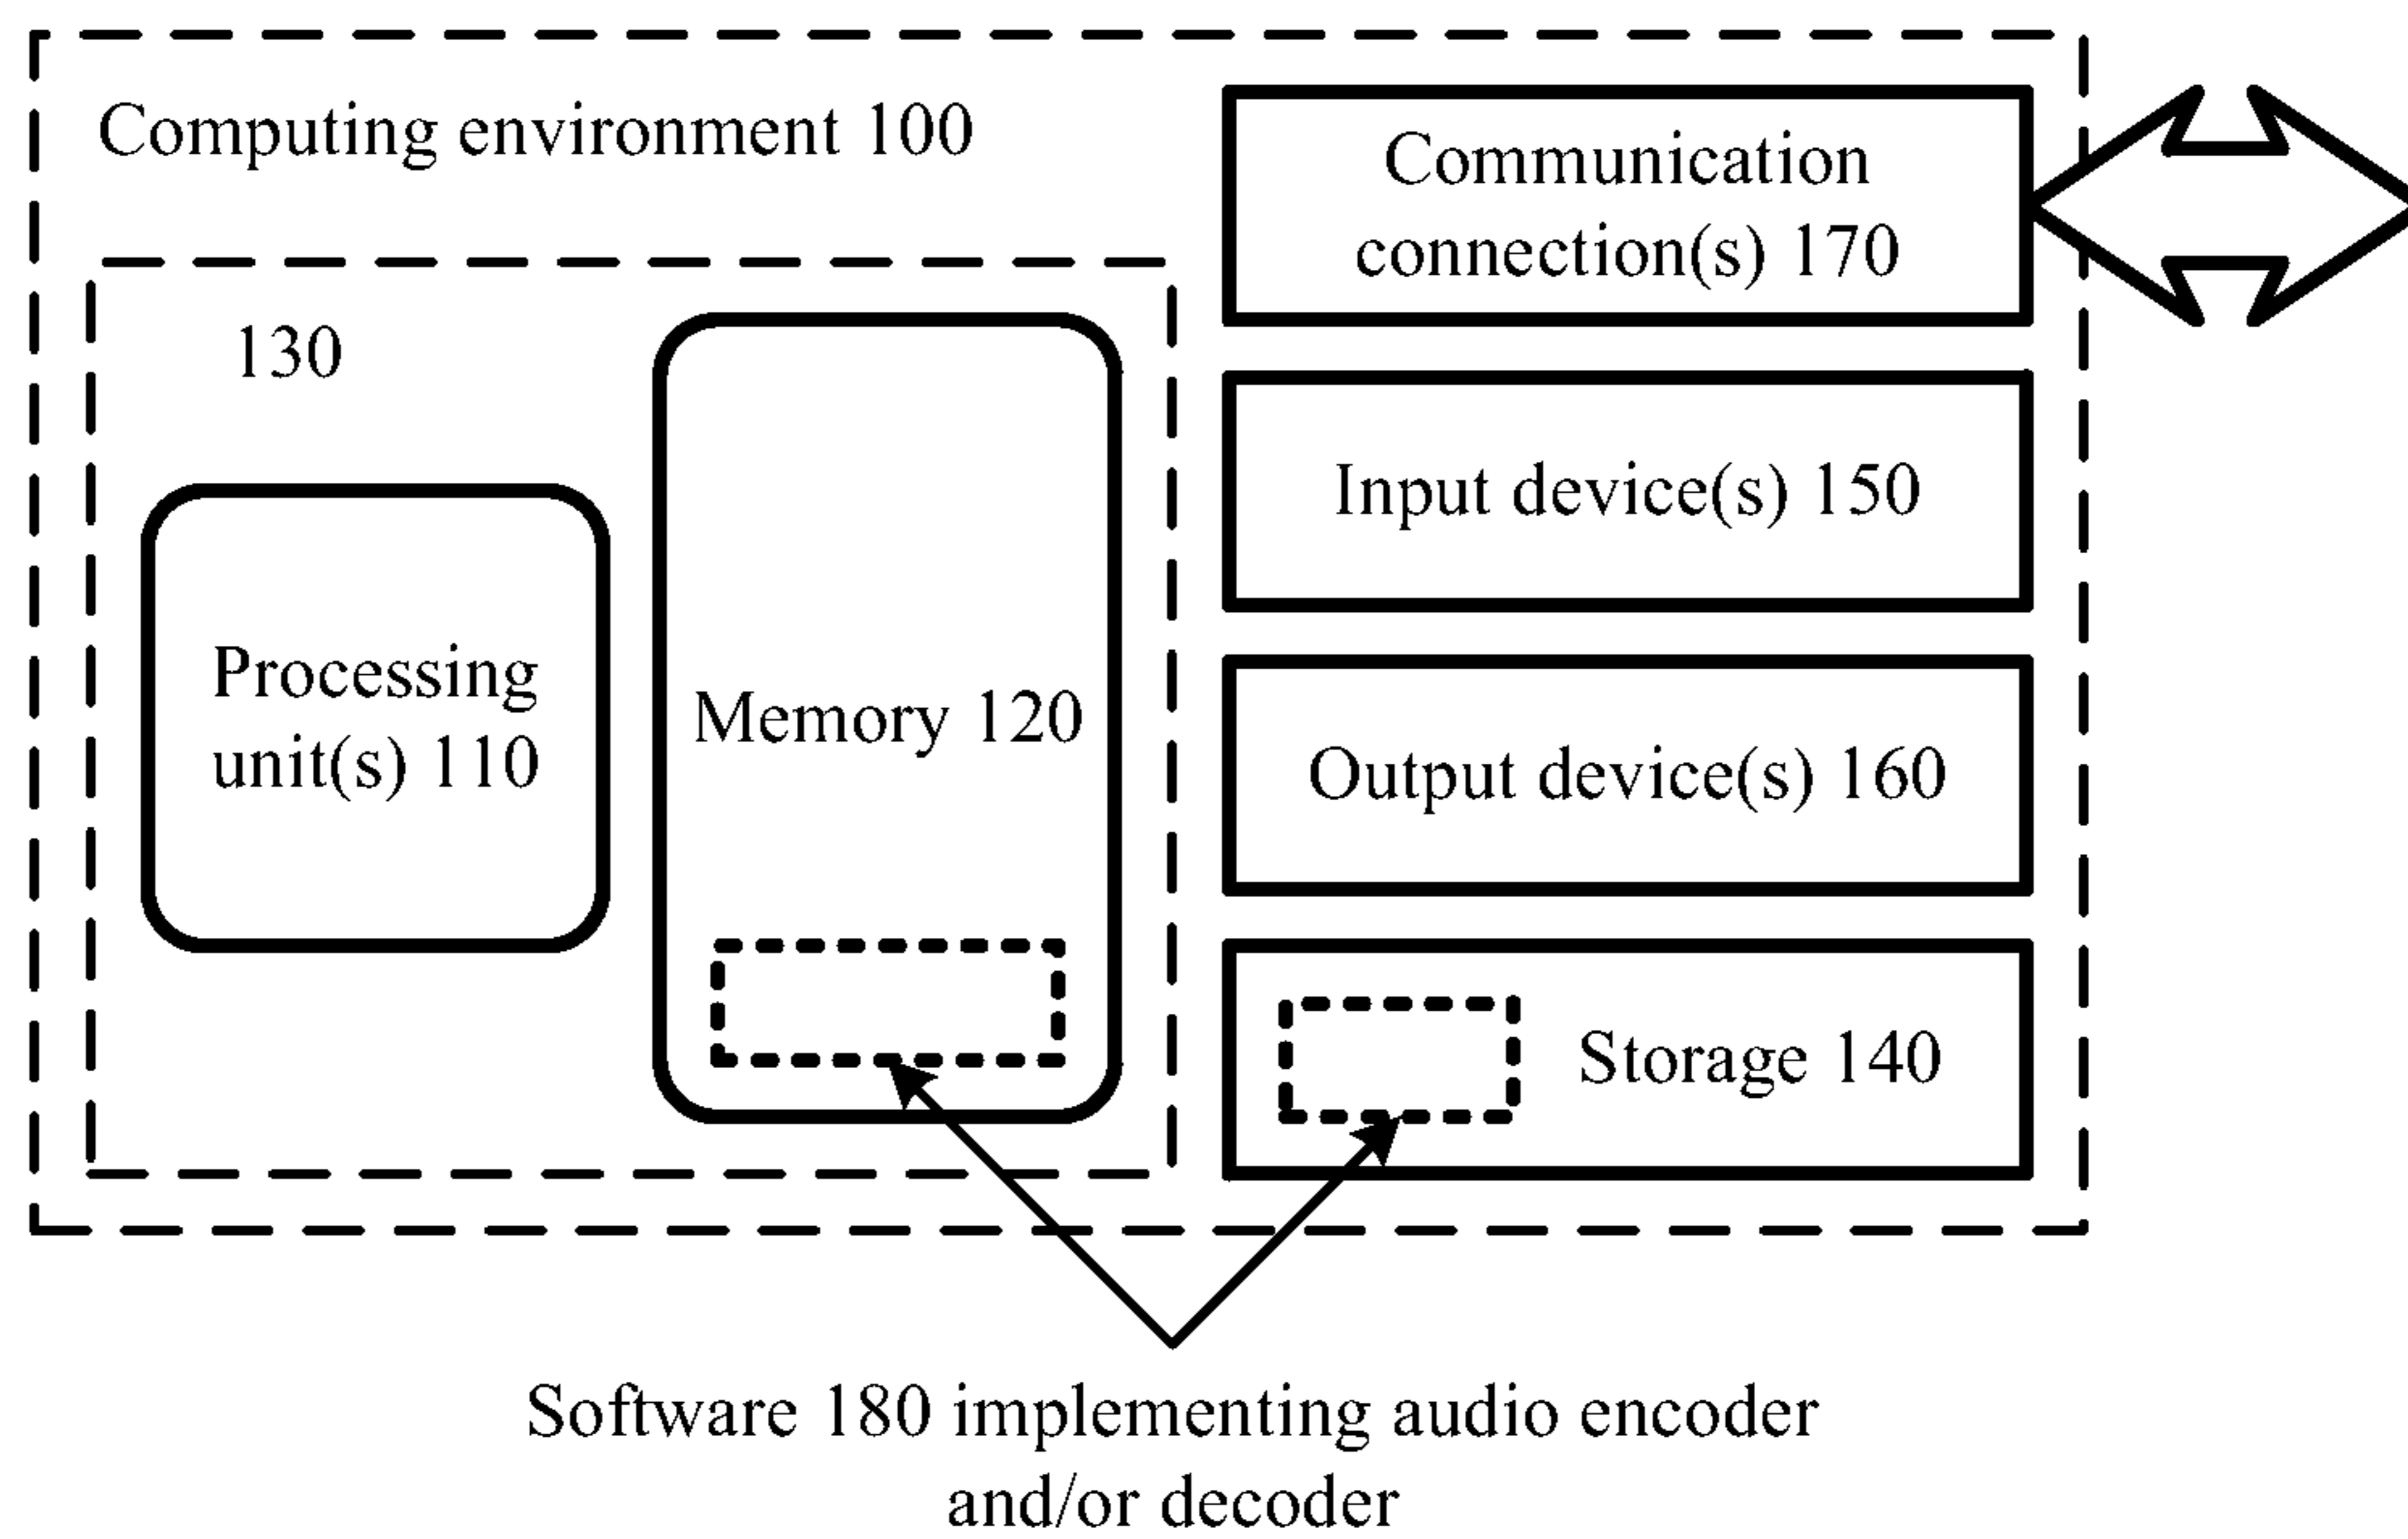 Computing environment 100
130
Processing
unit(s) 110
Memory 120
Communication
connection(s) 170
Input device(s) 150
Output device(s) 160
Storage 140
Software 180 implementing audio encoder
and/or decoder